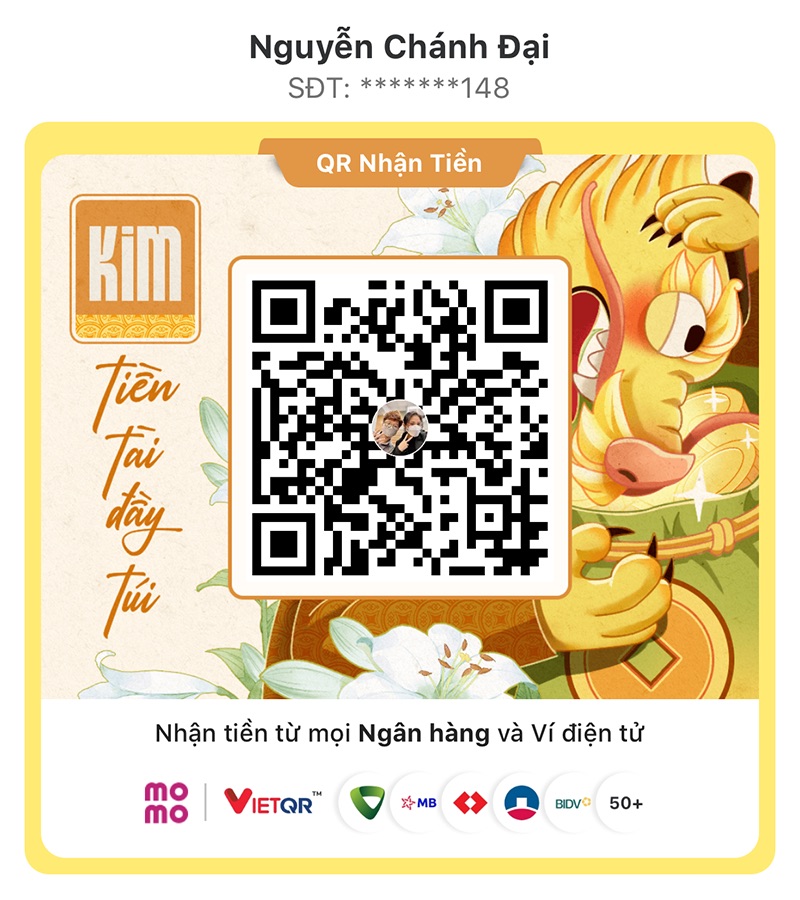 Nguyễn Chánh Đại
SĐT: *******148
QR Nhận Tiền
KiM
Tiền
Tài
đầy
túi
Nhận tiền từ mọi Ngân hàng và Ví điện tử
mo
mo
VIETQR™
MB
BIDV
50+